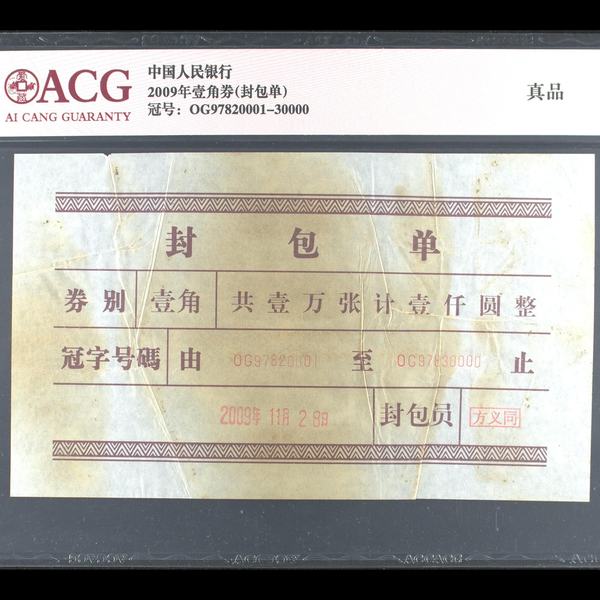 ACG
AI CANG GUARANTY
中国人民银行
2009年壹角券(封包单)
冠号：OG97820001-30000
真品
封包单
券别 壹角 共壹万张计壹仟圆整
冠字号碼 由 OG97820001 至 OG97830000 止
2009年 11月 28日 封包员 方义同